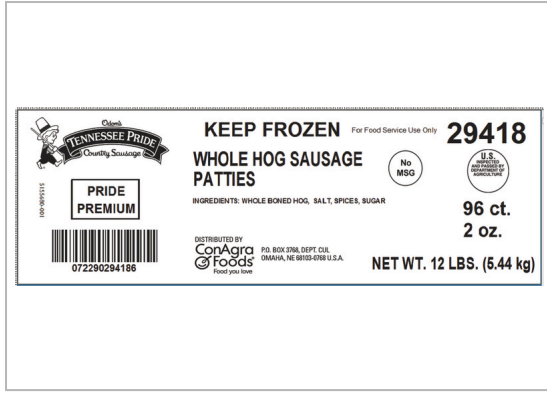 Odom's
TENNESSEE PRIDE
Country Sausage
5155690-001
PRIDE
PREMIUM
072290294186
KEEP FROZEN For Food Service Use Only
WHOLE HOG SAUSAGE
PATTIES
INGREDIENTS: WHOLE BONED HOG, SALT, SPICES, SUGAR
DISTRIBUTED BY
ConAgra
Foods
Food you love
P.O. BOX 3768, DEPT. CUL
OMAHA, NE 68103-0768 U.S.A.
No
MSG
29418
U.S.
INSPECTED
AND PASSED BY
DEPARTMENT OF
AGRICULTURE
96 ct.
2 oz.
NET WT. 12 LBS. (5.44 kg)